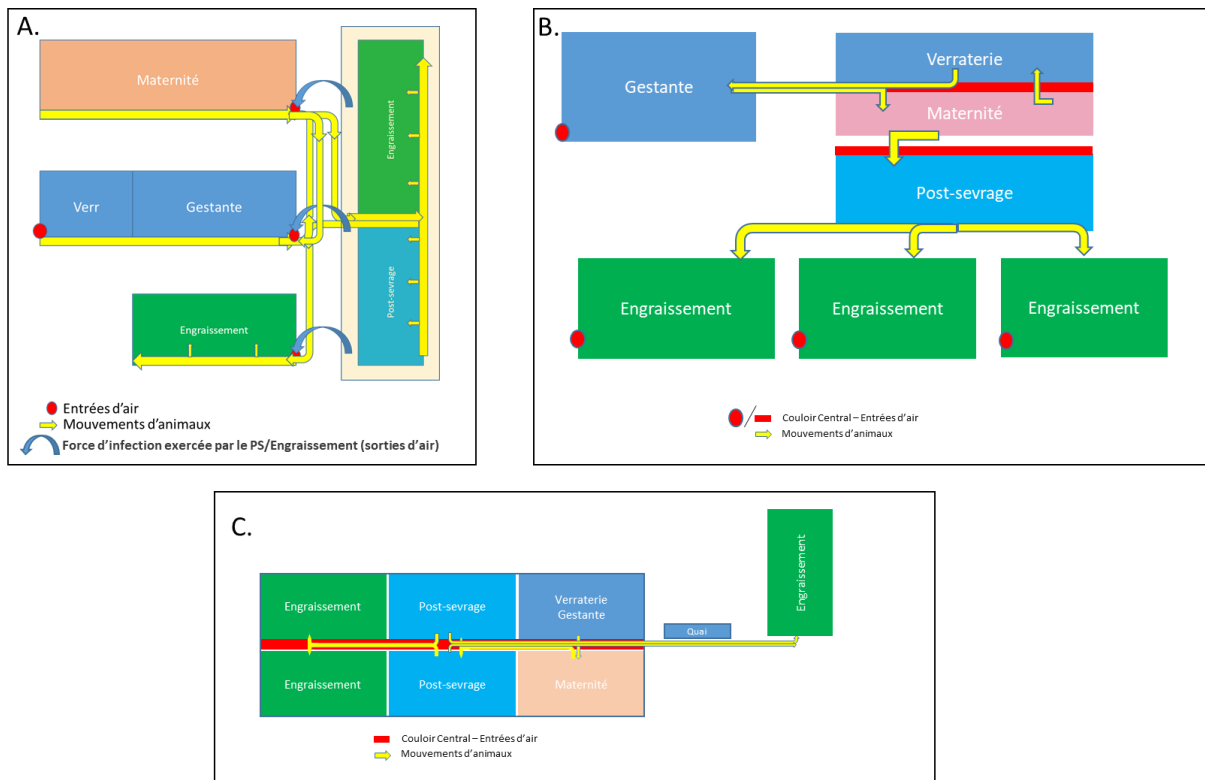 A.
Maternité
Engraissement
Verr
Gestante
Post-sevrage
Engraissement
Entrées d'air
Mouvements d'animaux
Force d'infection exercée par le PS/Engraissement (sorties d'air)
B.
Verraterie
Gestante
Maternité
Post-sevrage
Engraissement
Engraissement
Engraissement
Couloir Central – Entrées d'air
Mouvements d'animaux
C.
Engraissement
Post-sevrage
Verraterie
Gestante
Quai
Engraissement
Engraissement
Post-sevrage
Maternité
Couloir Central – Entrées d'air
Mouvements d'animaux